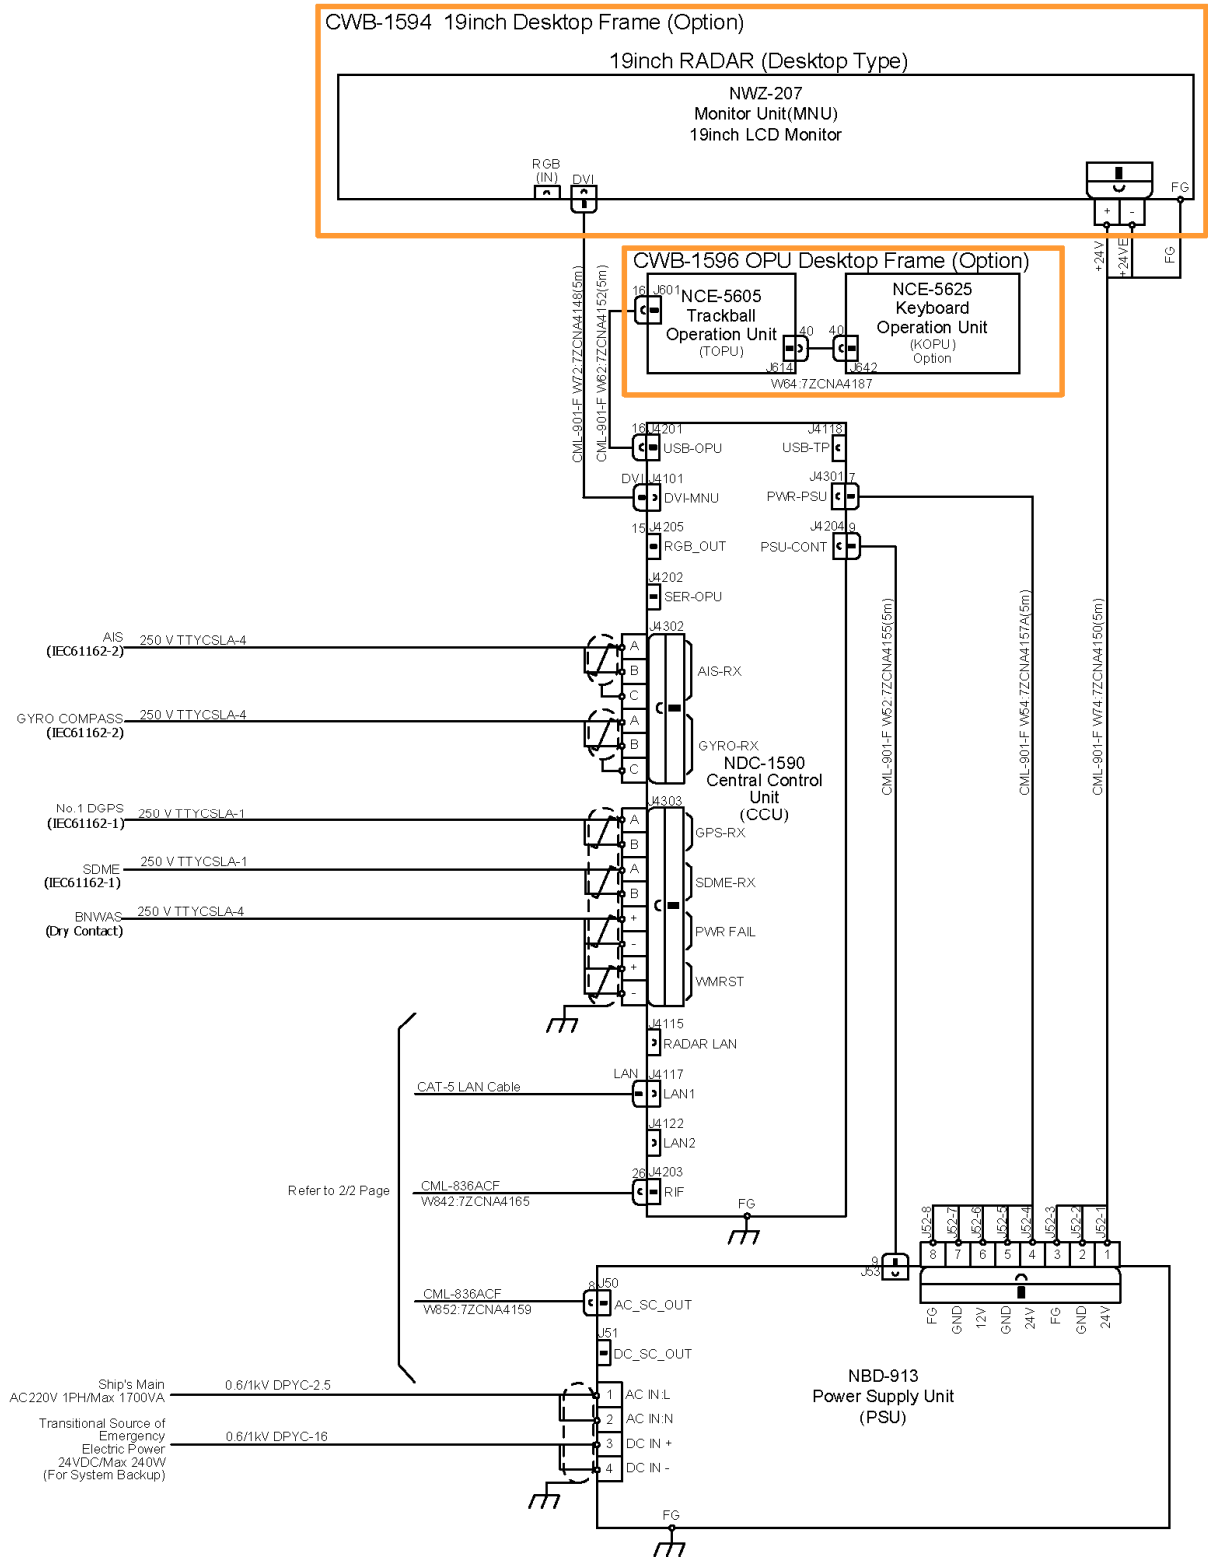 CWB-1594 19inch Desktop Frame (Option)
19inch RADAR (Desktop Type)
NWZ-207
Monitor Unit(MNU)
19inch LCD Monitor
RGB
(IN)
DVI
FG
+
-
+24V
+24VE
FG
CWB-1596 OPU Desktop Frame (Option)
16
J601
NCE-5605
Trackball
Operation Unit
(TOPU)
40
J614
W64:7ZCNA4187
NCE-5625
Keyboard
Operation Unit
(KOPU)
Option
40
J642
CML-901-F W72:7ZCNA4148(5m)
CML-901-F W62:7ZCNA4152(5m)
16
J4201
USB-OPU
J4118
USB-TP
DVI
J4101
DVI-MNU
J4301
7
PWR-PSU
15
J4205
RGB_OUT
J4204
9
PSU-CONT
J4202
SER-OPU
CML-901-F W52:7ZCNA4155(5m)
CML-901-F W54:7ZCNA4157A(5m)
CML-901-F W74:7ZCNA4150(5m)
J4302
AIS
(IEC61162-2)
250 V TTYCSLA-4
A
B
C
AIS-RX
GYRO COMPASS
(IEC61162-2)
250 V TTYCSLA-4
A
B
C
GYRO-RX
NDC-1590
Central Control
Unit
(CCU)
J4303
No.1 DGPS
(IEC61162-1)
250 V TTYCSLA-1
A
B
GPS-RX
SDME
(IEC61162-1)
250 V TTYCSLA-1
A
B
SDME-RX
BNWAS
(Dry Contact)
250 V TTYCSLA-4
+
-
PWR FAIL
+
-
WMRST
J4115
RADAR LAN
CAT-5 LAN Cable
LAN
J4117
LAN1
J4122
LAN2
Refer to 2/2 Page
CML-836ACF
W842:7ZCNA4165
26
J4203
RIF
FG
J52-8
J52-7
J52-6
J52-5
J52-4
J52-3
J52-2
J52-1
8
7
6
5
4
3
2
1
FG
GND
12V
GND
24V
FG
GND
24V
9
J53
CML-836ACF
W852:7ZCNA4159
8
J50
AC_SC_OUT
J51
DC_SC_OUT
NBD-913
Power Supply Unit
(PSU)
Ship's Main
AC220V 1PH/Max 1700VA
0.6/1kV DPYC-2.5
1
AC IN:L
2
AC IN:N
Transitional Source of
Emergency
Electric Power
24VDC/Max 240W
(For System Backup)
0.6/1kV DPYC-16
3
DC IN +
4
DC IN -
FG